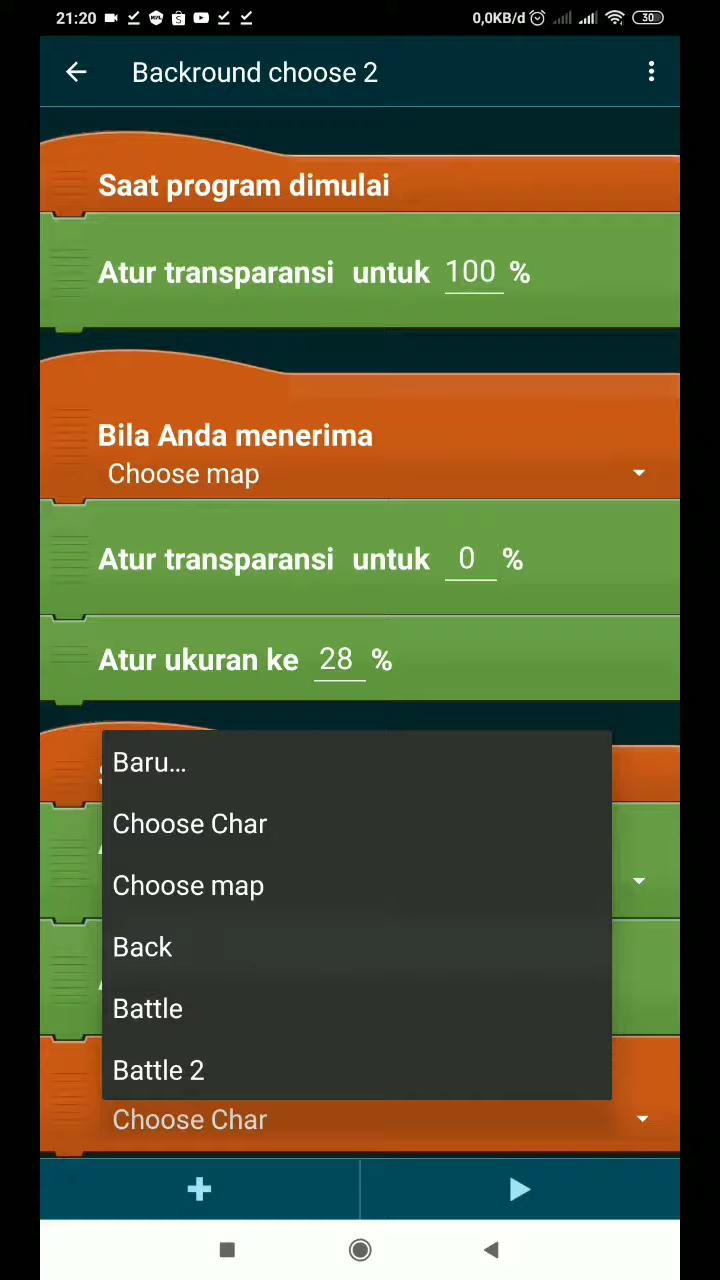 21:20
0,0KB/d
30
Backround choose 2
Saat program dimulai
Atur transparansi untuk 100 %
Bila Anda menerima
Choose map
Atur transparansi untuk 0 %
Atur ukuran ke 28 %
Baru...
Choose Char
Choose map
Back
Battle
Battle 2
Choose Char